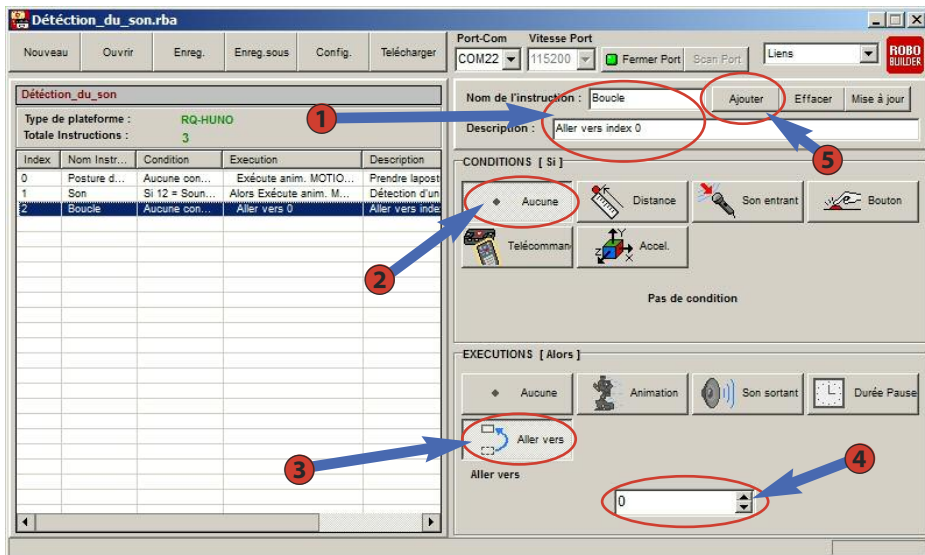 Détéction_du_son.rba
Nouveau Ouvrir Enreg. Enreg.sous Config. Telécharger
Port-Com Vitesse Port
COM22 115200 Fermer Port Scan Port Liens ROBO BUILDER
Détéction_du_son
Type de plateforme : RQ-HUNO
Totale Instructions : 3
Index Nom Instr... Condition Execution Description
0 Posture d... Aucune con... Exécute anim. MOTIO... Prendre lapost
1 Son Si 12 = Soun... Alors Exécute anim. M... Détection d'un
2 Boucle Aucune con... Aller vers 0 Aller vers inde
Nom de l'instruction : Boucle Ajouter Effacer Mise à jour
Description : Aller vers index 0
1
5
CONDITIONS [ Si ]
Aucune Distance Son entrant Bouton
Telécomman Accel.
Y
Z
X
2
Pas de condition
EXECUTIONS [ Alors ]
Aucune Animation Son sortant Durée Pause
Aller vers
3
4
Aller vers
0